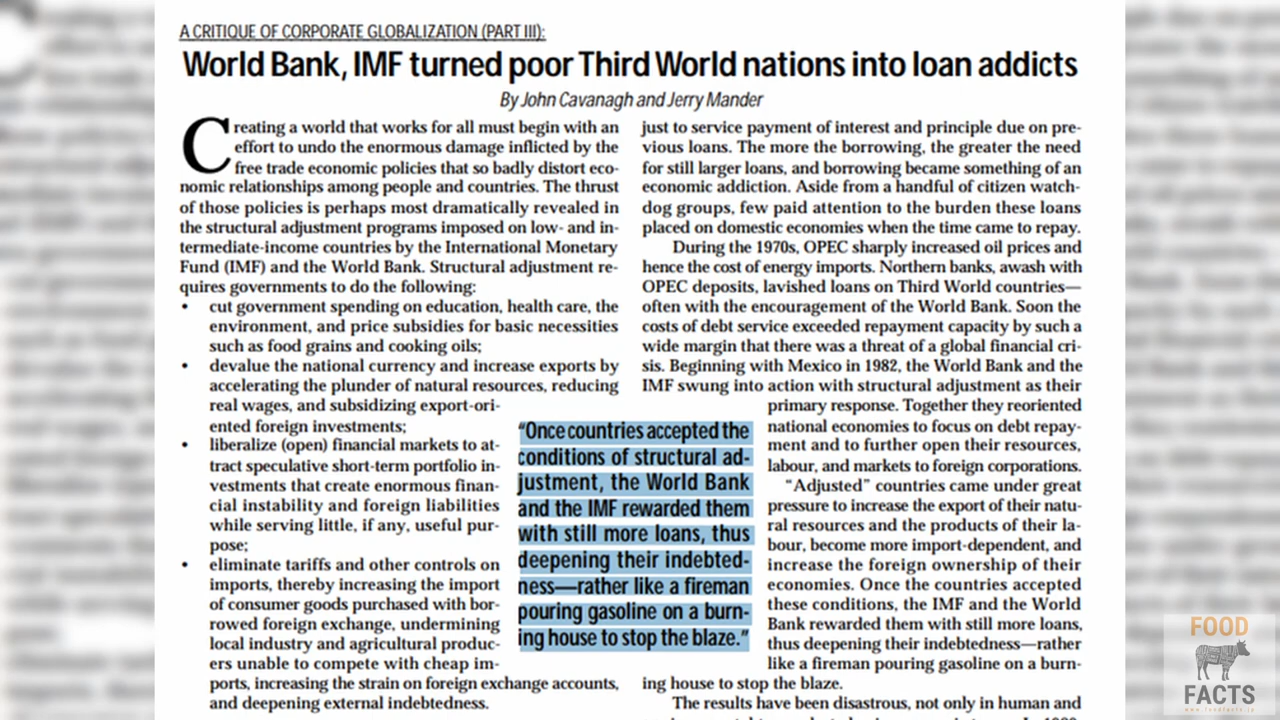 A CRITIQUE OF CORPORATE GLOBALIZATION (PART III):
World Bank, IMF turned poor Third World nations into loan addicts
By John Cavanagh and Jerry Mander
Creating a world that works for all must begin with an
effort to undo the enormous damage inflicted by the
free trade economic policies that so badly distort eco-
nomic relationships among people and countries. The thrust
of those policies is perhaps most dramatically revealed in
the structural adjustment programs imposed on low- and in-
termediate-income countries by the International Monetary
Fund (IMF) and the World Bank. Structural adjustment re-
quires governments to do the following:
• cut government spending on education, health care, the
environment, and price subsidies for basic necessities
such as food grains and cooking oils;
• devalue the national currency and increase exports by
accelerating the plunder of natural resources, reducing
real wages, and subsidizing export-ori-
ented foreign investments;
• liberalize (open) financial markets to at-
tract speculative short-term portfolio in-
vestments that create enormous finan-
cial instability and foreign liabilities
while serving little, if any, useful pur-
pose;
• eliminate tariffs and other controls on
imports, thereby increasing the import
of consumer goods purchased with bor-
rowed foreign exchange, undermining
local industry and agricultural produc-
ers unable to compete with cheap im-
ports, increasing the strain on foreign exchange accounts,
and deepening external indebtedness.
"Once countries accepted the
conditions of structural ad-
justment, the World Bank
and the IMF rewarded them
with still more loans, thus
deepening their indebted-
ness—rather like a fireman
pouring gasoline on a burn-
ing house to stop the blaze."
just to service payment of interest and principle due on pre-
vious loans. The more the borrowing, the greater the need
for still larger loans, and borrowing became something of an
economic addiction. Aside from a handful of citizen watch-
dog groups, few paid attention to the burden these loans
placed on domestic economies when the time came to repay.
During the 1970s, OPEC sharply increased oil prices and
hence the cost of energy imports. Northern banks, awash with
OPEC deposits, lavished loans on Third World countries—
often with the encouragement of the World Bank. Soon the
costs of debt service exceeded repayment capacity by such a
wide margin that there was a threat of a global financial cri-
sis. Beginning with Mexico in 1982, the World Bank and the
IMF swung into action with structural adjustment as their
primary response. Together they reoriented
national economies to focus on debt repay-
ment and to further open their resources,
labour, and markets to foreign corporations.
"Adjusted" countries came under great
pressure to increase the export of their natu-
ral resources and the products of their la-
bour, become more import-dependent, and
increase the foreign ownership of their
economies. Once the countries accepted
these conditions, the IMF and the World
Bank rewarded them with still more loans,
thus deepening their indebtedness—rather
like a fireman pouring gasoline on a burn-
ing house to stop the blaze.
The results have been disastrous, not only in human and
FOOD
FACTS